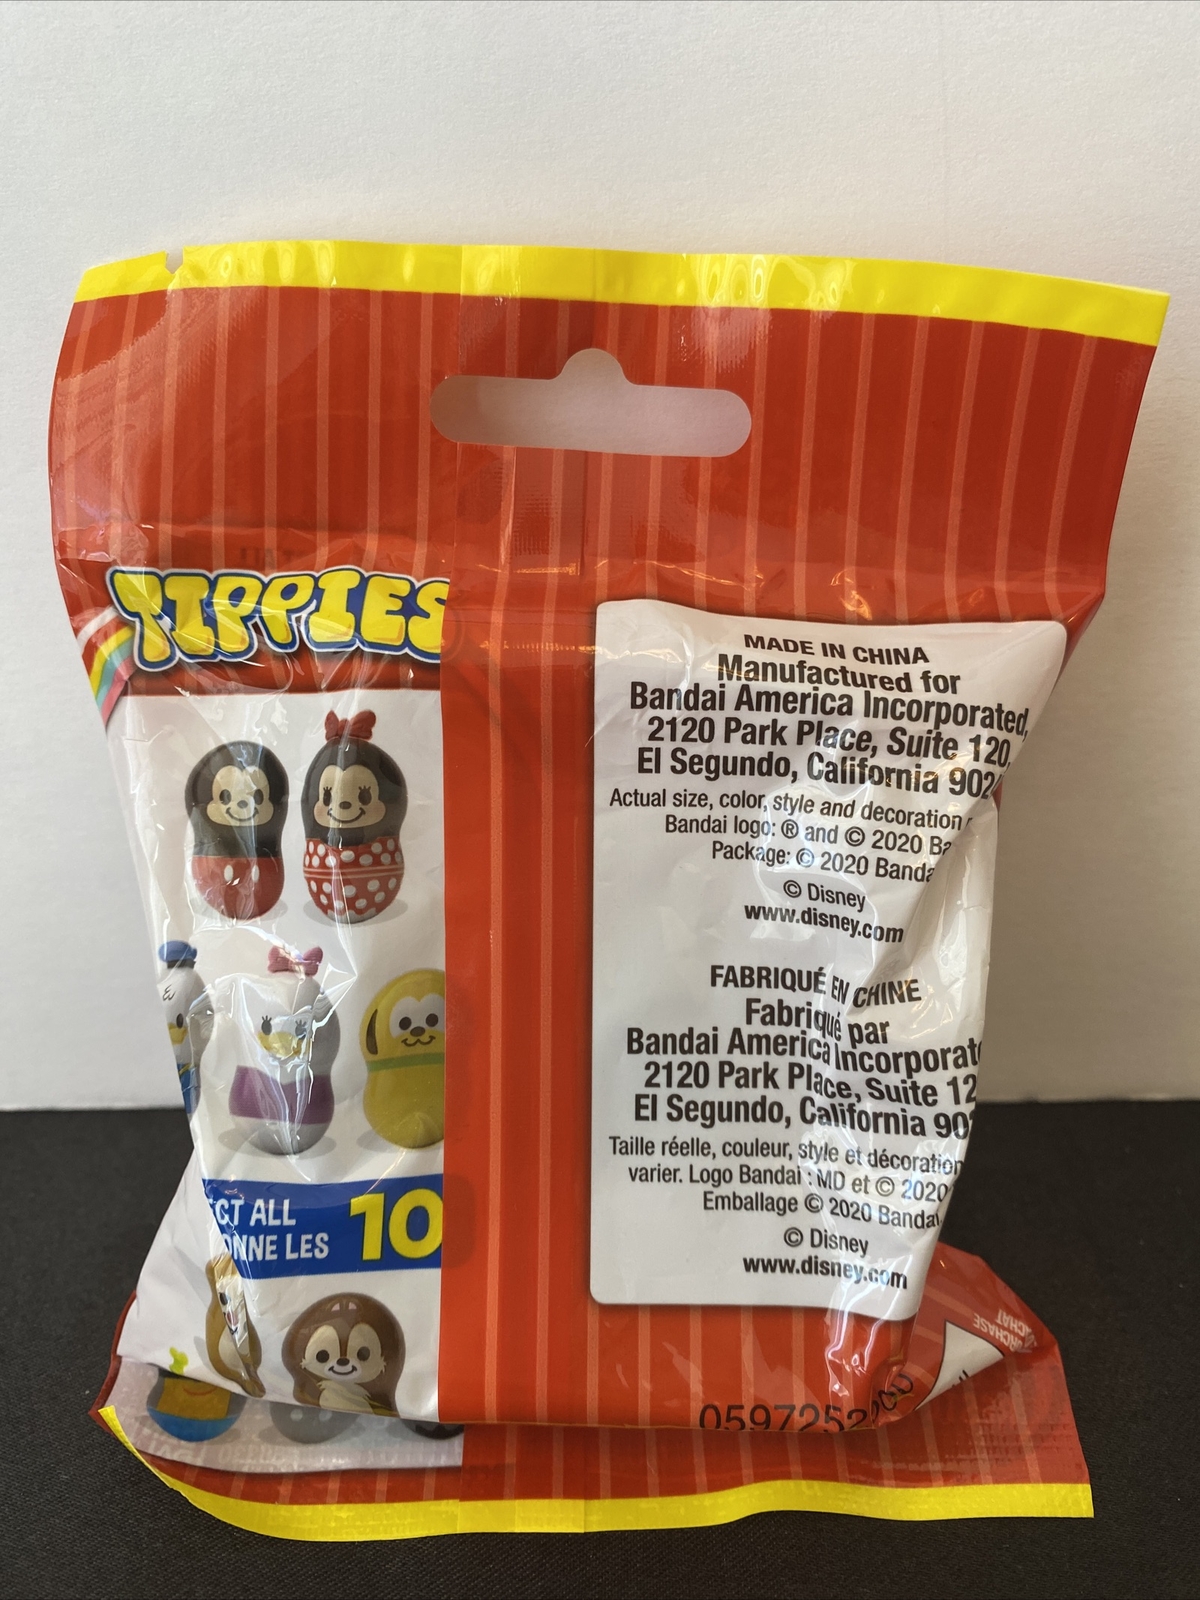 TIPPIES
ALL
LES
10
MADE IN CHINA
Manufactured for
Bandai America Incorporated,
2120 Park Place, Suite 120,
El Segundo, California
Actual size, color, style and decoration
Bandai logo: ® and © 2020
Package: © 2020
© Disney
www.disney.com
FABRIQUÉ EN CHINE
Fabriqué par
Bandai America
2120 Park Place, Suite
El Segundo, California
Taille réelle, couleur, style et décoration
varier. Logo Bandai : MD et © 2020
Emballage © 2020 Bandai
© Disney
www.disney.com